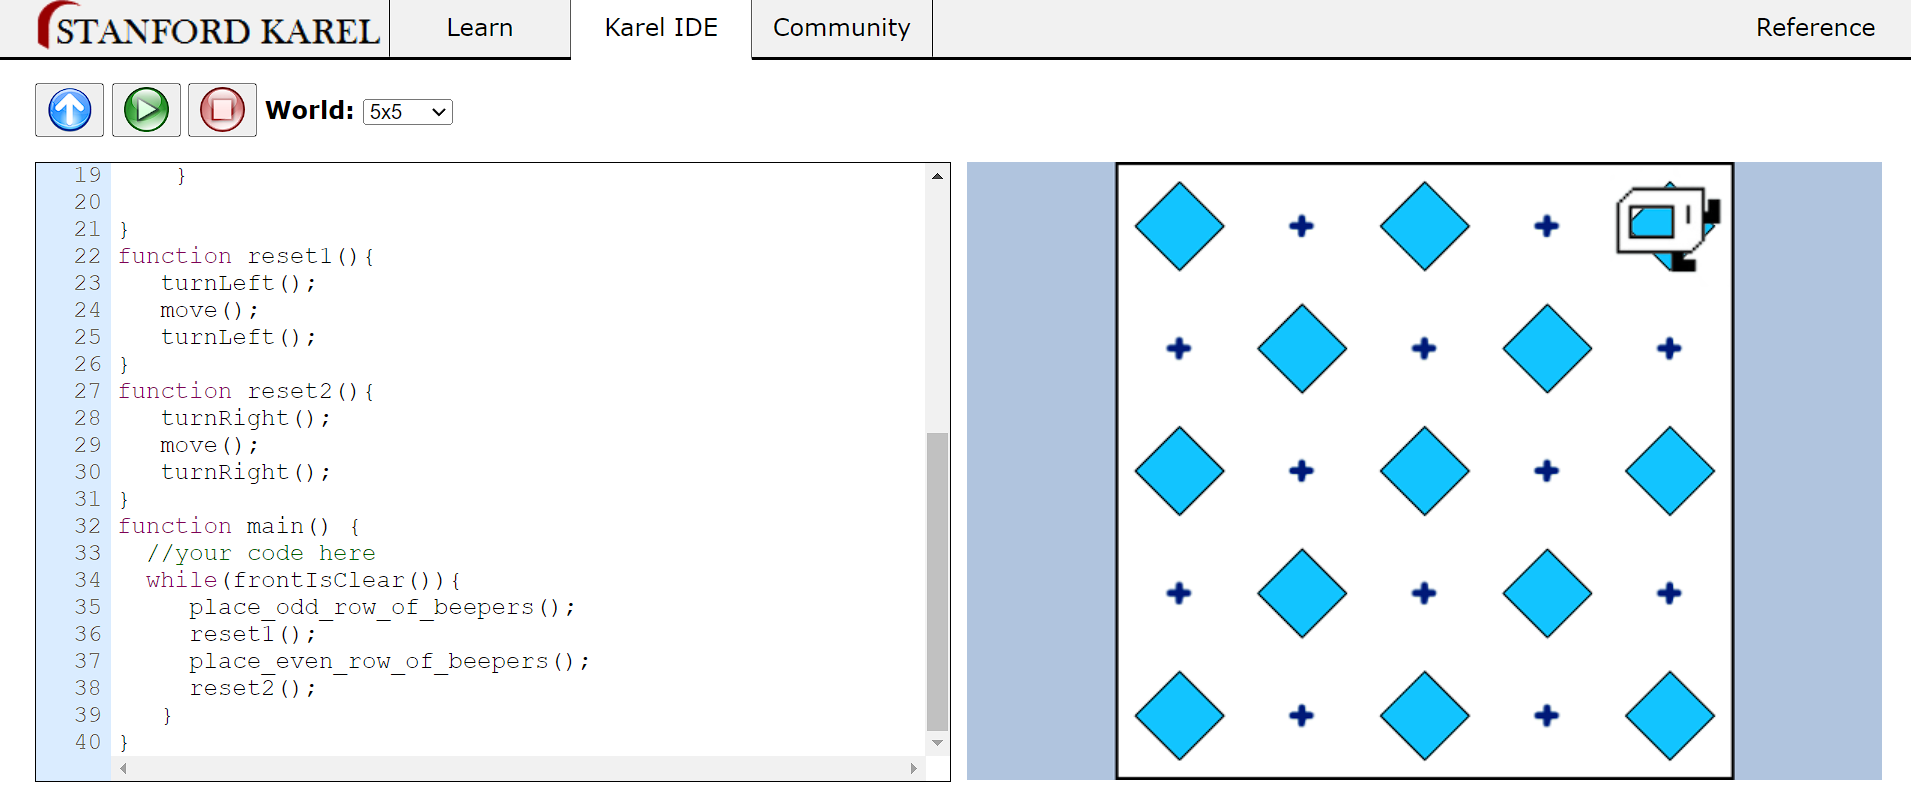 STANFORD KAREL
Learn
Karel IDE
Community
Reference
World: 5x5
19 }
20
21 }
22 function reset1(){
23 turnLeft();
24 move();
25 turnLeft();
26 }
27 function reset2(){
28 turnRight();
29 move();
30 turnRight();
31 }
32 function main() {
33 //your code here
34 while(frontIsClear()){
35 place_odd_row_of_beepers();
36 reset1();
37 place_even_row_of_beepers();
38 reset2();
39 }
40 }